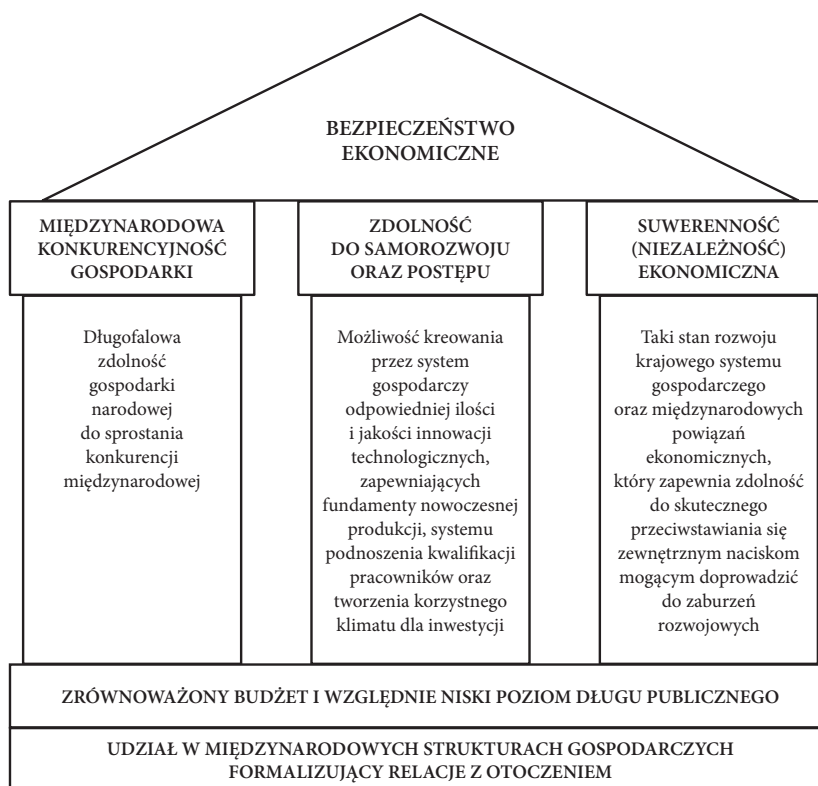 BEZPIECZEŃSTWO
EKONOMICZNE
MIĘDZYNARODOWA
KONKURENCYJNOŚĆ
GOSPODARKI
Długofalowa
zdolność
gospodarki
narodowej
do sprostania
konkurencji
międzynarodowej
ZDOLNOŚĆ
DO SAMOROZWOJU
ORAZ POSTĘPU
Możliwość kreowania
przez system
gospodarczy
odpowiedniej ilości
i jakości innowacji
technologicznych,
zapewniających
fundamenty nowoczesnej
produkcji, systemu
podnoszenia kwalifikacji
pracowników oraz
tworzenia korzystnego
klimatu dla inwestycji
SUWERENNOŚĆ
(NIEZALEŻNOŚĆ)
EKONOMICZNA
Taki stan rozwoju
krajowego systemu
gospodarczego
oraz międzynarodowych
powiązań
ekonomicznych,
który zapewnia zdolność
do skutecznego
przeciwstawiania się
zewnętrznym naciskom
mogącym doprowadzić
do zaburzeń
rozwojowych
ZRÓWNOWAŻONY BUDŻET I WZGLĘDNIE NISKI POZIOM DŁUGU PUBLICZNEGO
UDZIAŁ W MIĘDZYNARODOWYCH STRUKTURACH GOSPODARCZYCH
FORMALIZUJĄCY RELACJE Z OTOCZENIEM